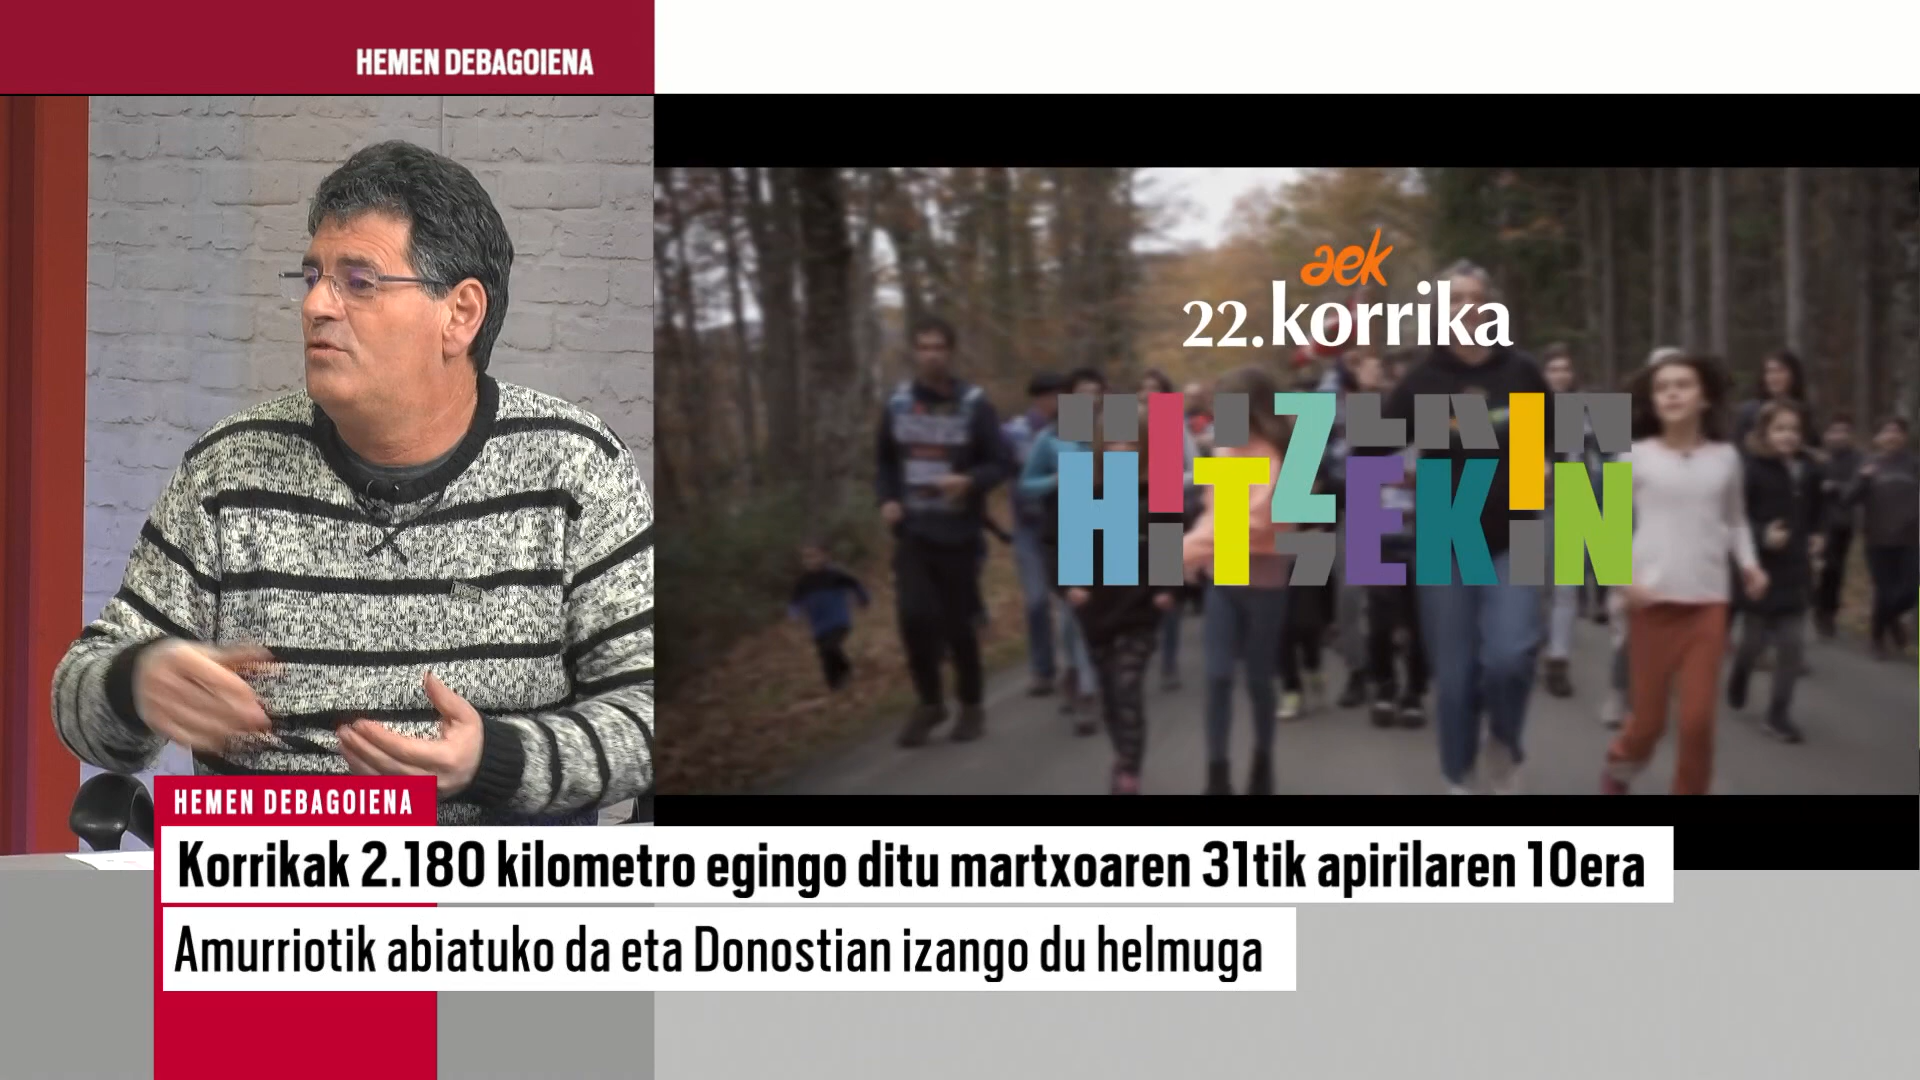 HEMEN DEBAGOIENA
aek
22.korrika
HITZEKIN
HEMEN DEBAGOIENA
Korrikak 2.180 kilometro egingo ditu martxoaren 31tik apirilaren 10era
Amurriotik abiatuko da eta Donostian izango du helmuga